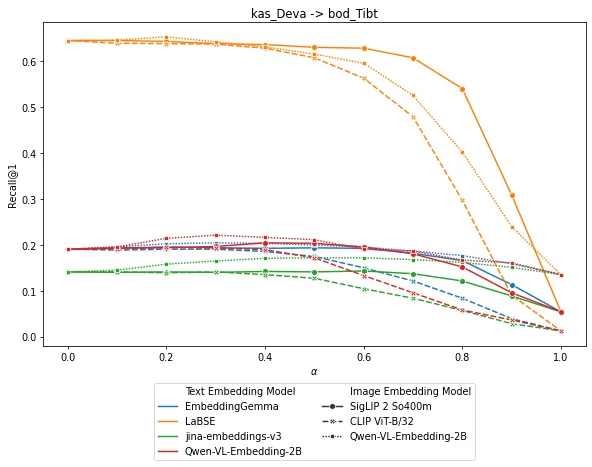 kas_Deva -> bod_Tibt
Recall@1
0.6
0.5
0.4
0.3
0.2
0.1
0.0
0.0 0.2 0.4 0.6 0.8 1.0
α
Text Embedding Model Image Embedding Model
EmbeddingGemma SigLIP 2 So400m
LaBSE CLIP ViT-B/32
jina-embeddings-v3 Qwen-VL-Embedding-2B
Qwen-VL-Embedding-2B